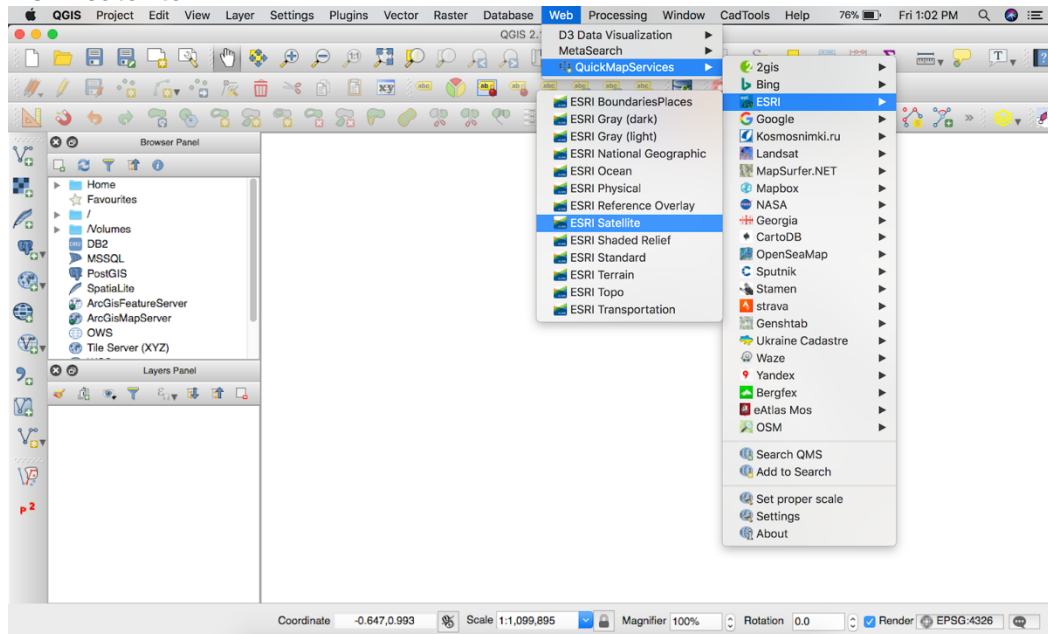 QGIS Project Edit View Layer Settings Plugins Vector Raster Database Web Processing Window CadTools Help 76% Fri 1:02 PM
QGIS 2.
D3 Data Visualization
MetaSearch
QuickMapServices
2gis
Bing
ESRI
Google
Kosmosnimki.ru
Landsat
MapSurfer.NET
Mapbox
NASA
Georgia
CartoDB
OpenSeaMap
Sputnik
Stamen
strava
Genshtab
Ukraine Cadastre
Waze
Yandex
Bergfex
eAtlas Mos
OSM
Search QMS
Add to Search
Set proper scale
Settings
About
ESRI BoundariesPlaces
ESRI Gray (dark)
ESRI Gray (light)
ESRI National Geographic
ESRI Ocean
ESRI Physical
ESRI Reference Overlay
ESRI Satellite
ESRI Shaded Relief
ESRI Standard
ESRI Terrain
ESRI Topo
ESRI Transportation
Browser Panel
Home
Favourites
/
/Volumes
DB2
MSSQL
PostGIS
SpatiaLite
ArcGisFeatureServer
ArcGisMapServer
OWS
Tile Server (XYZ)
Layers Panel
Coordinate -0.647,0.993 Scale 1:1,099,895 Magnifier 100% Rotation 0.0 Render EPSG:4326